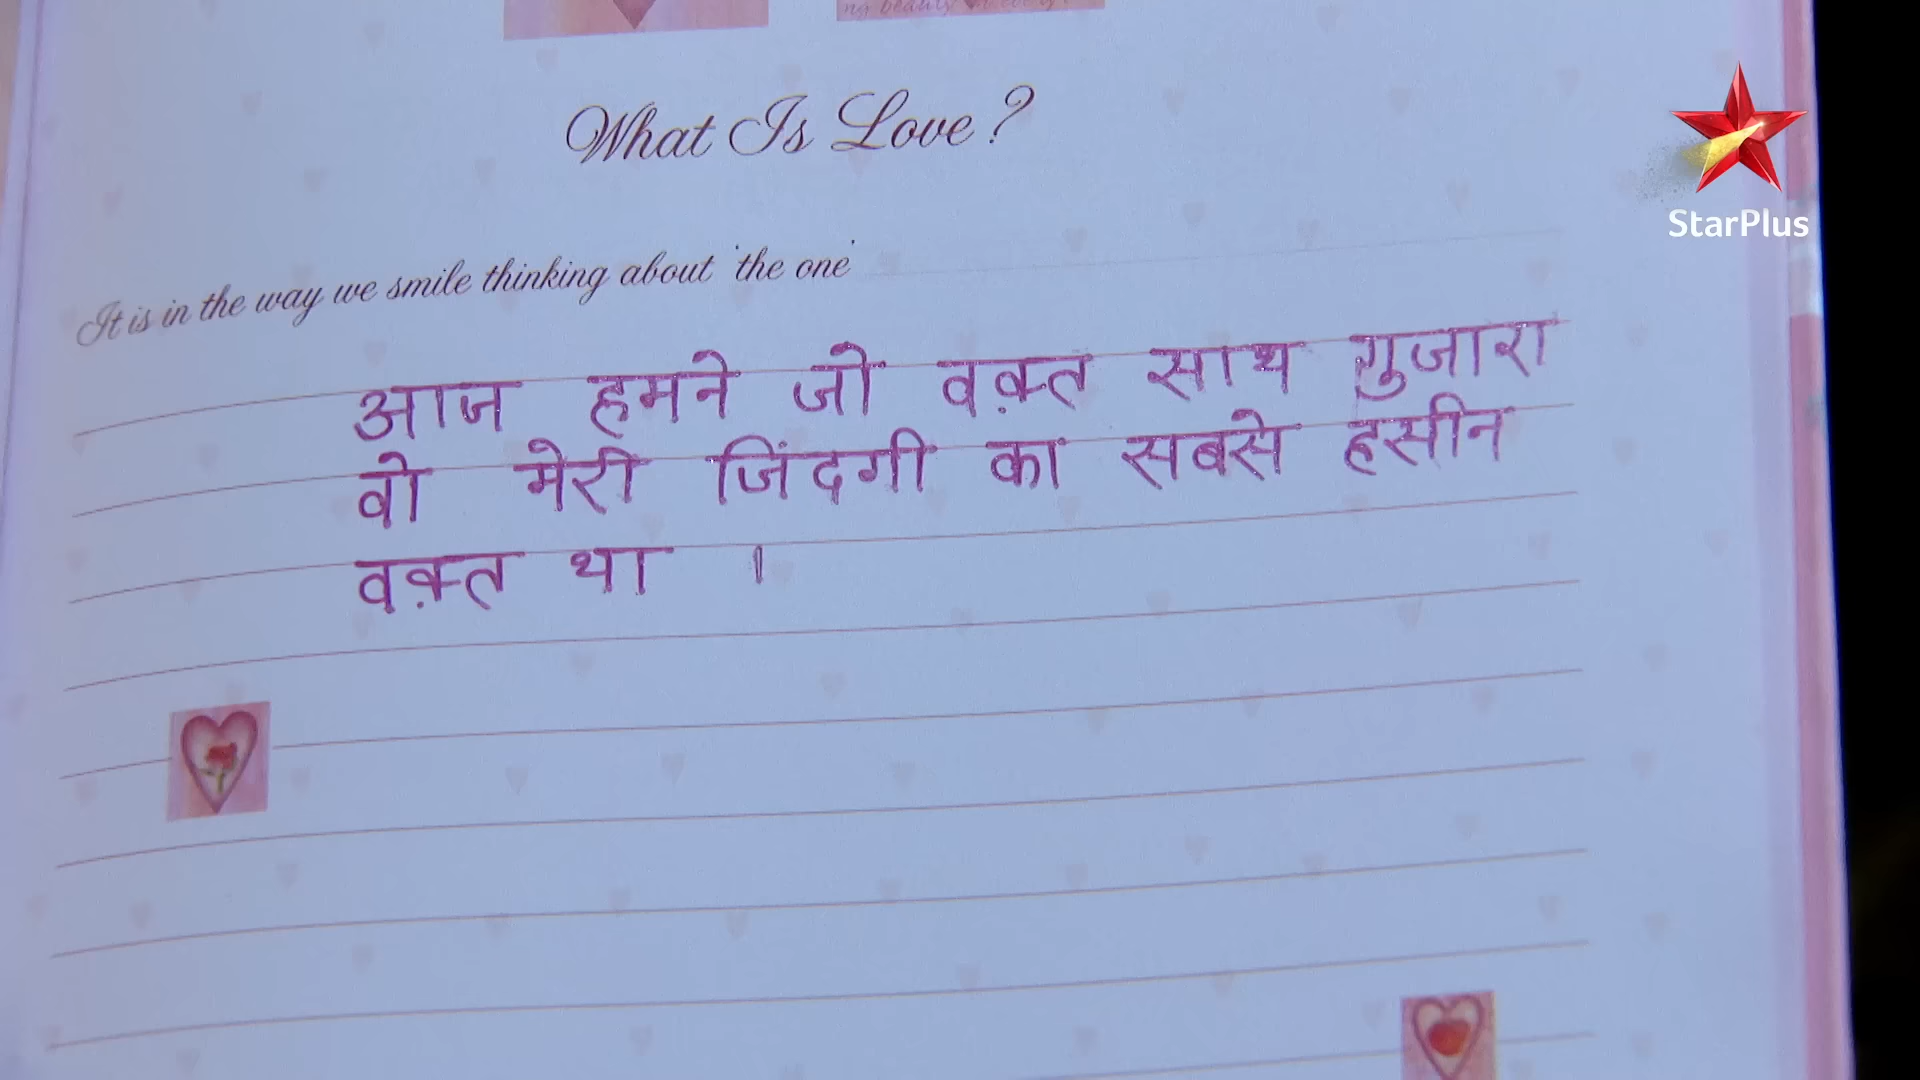 What Is Love ?
StarPlus
It is in the way we smile thinking about 'the one'
आज हमने जो वक़्त साथ गुजारा
वो मेरी जिंदगी का सबसे हसीन
वक़्त था ।